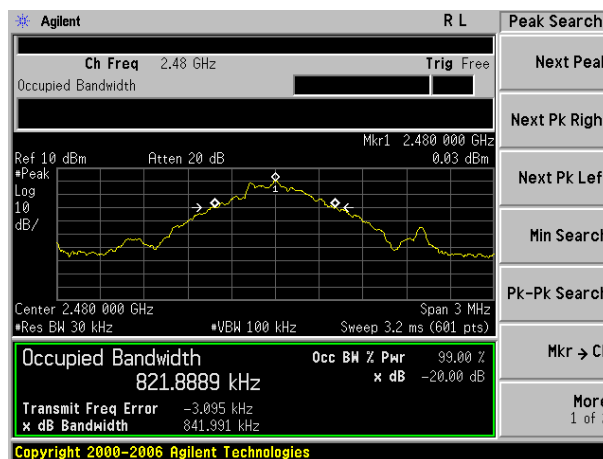 Agilent R L Peak Search
Ch Freq 2.48 GHz Trig Free
Occupied Bandwidth
Next Peak
Next Pk Right
Next Pk Left
Min Search
Pk-Pk Search
Mkr → C
More
1 of
Mkr1 2.480 000 GHz
Ref 10 dBm Atten 20 dB 0.03 dBm
#Peak
Log
10
dB/
1
Center 2.480 000 GHz Span 3 MHz
#Res BW 30 kHz #VBW 100 kHz Sweep 3.2 ms (601 pts)
Occupied Bandwidth Occ BW % Pwr 99.00 %
821.8889 kHz x dB -20.00 dB
Transmit Freq Error -3.095 kHz
x dB Bandwidth 841.991 kHz
Copyright 2000-2006 Agilent Technologies